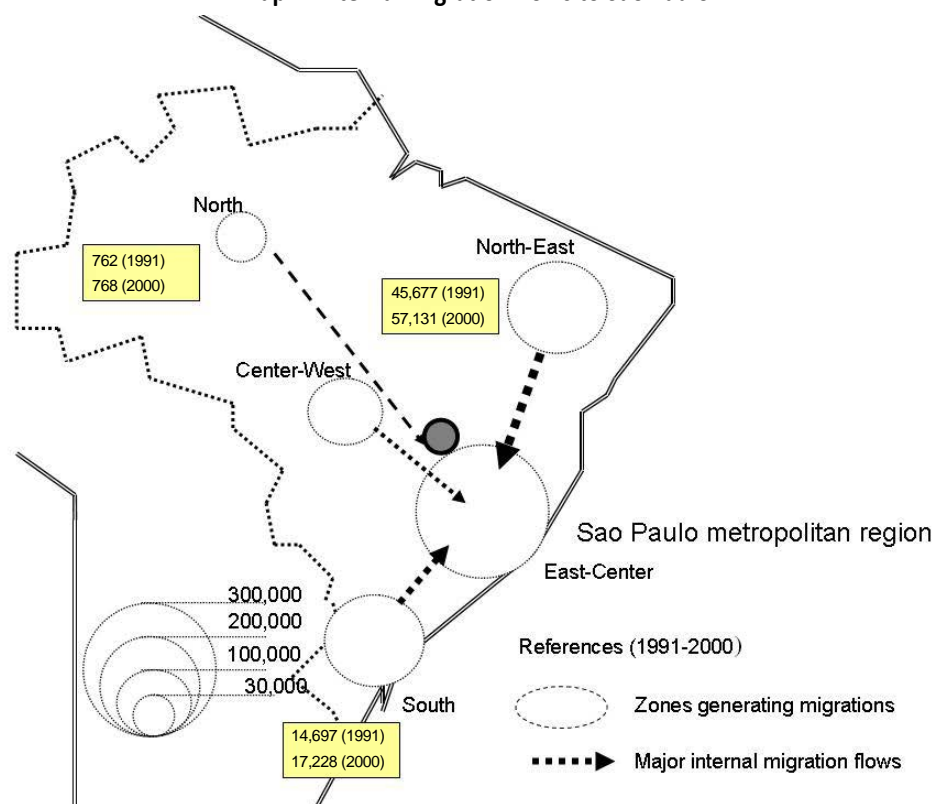 North
762 (1991)
768 (2000)
North-East
45,677 (1991)
57,131 (2000)
Center-West
Sao Paulo metropolitan region
East-Center
300,000
200,000
100,000
30,000
South
14,697 (1991)
17,228 (2000)
References (1991-2000)
Zones generating migrations
Major internal migration flows